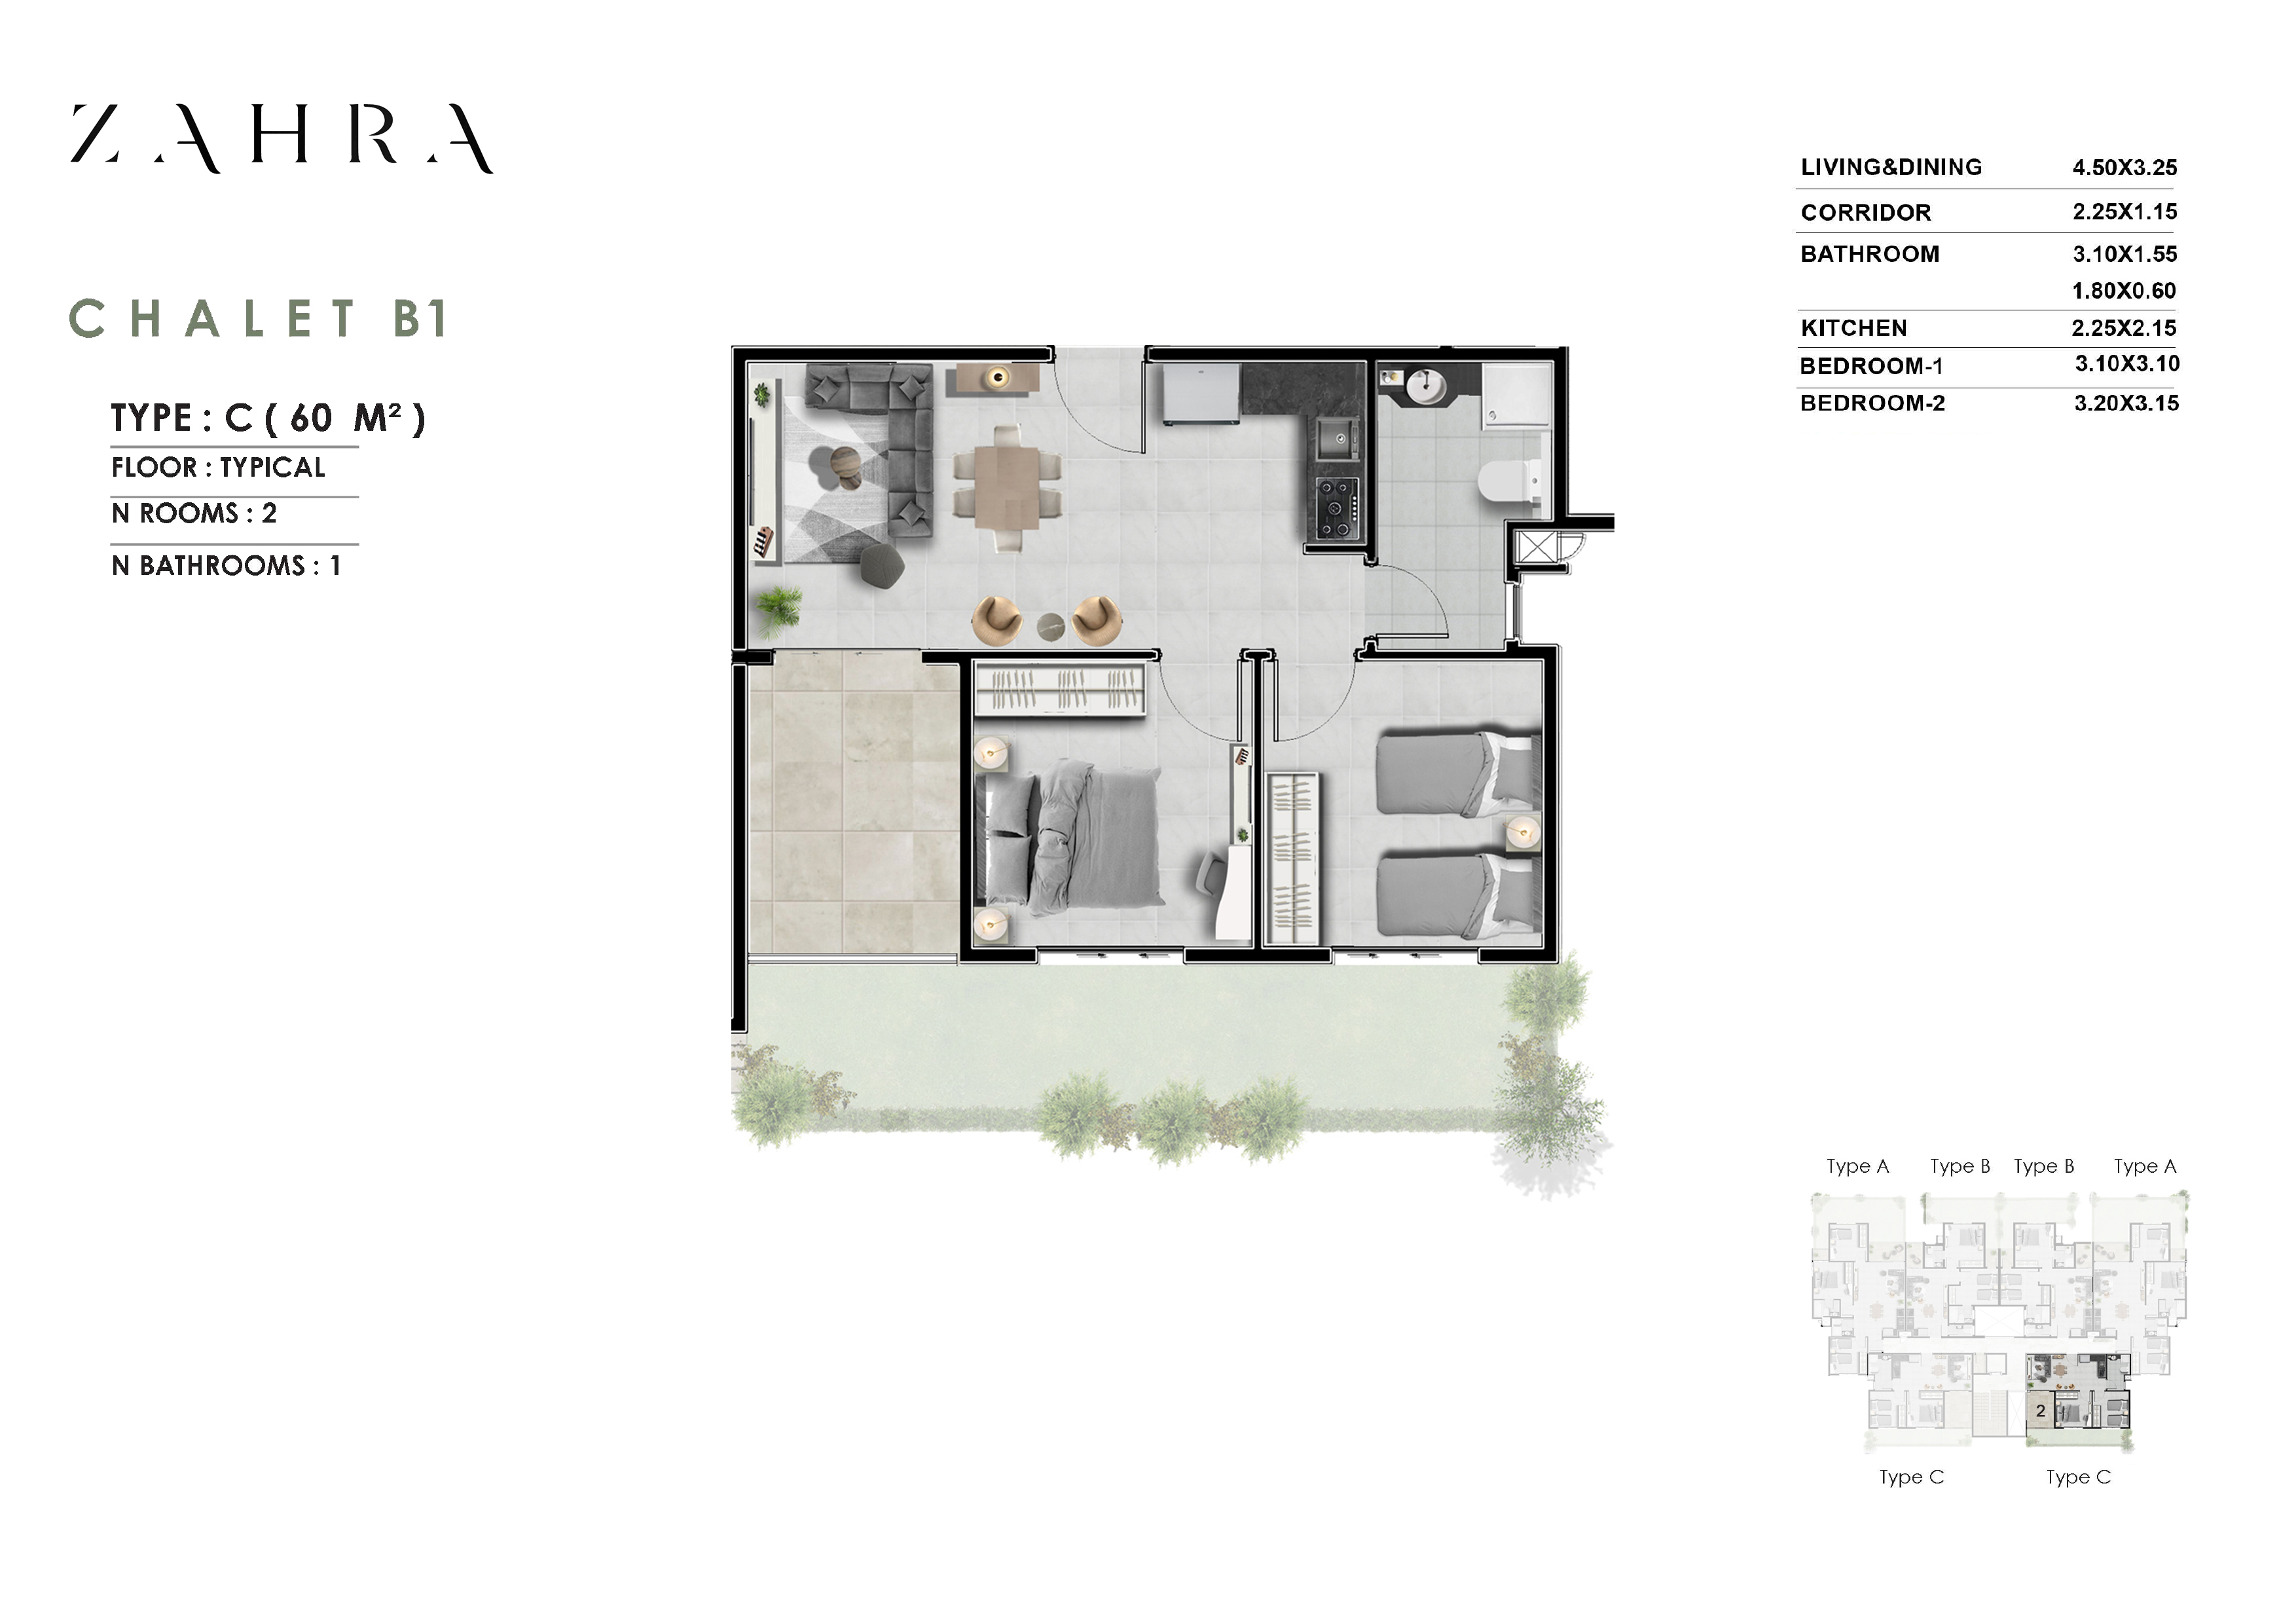 ZAHRA
CHALET B1
TYPE : C ( 60 M² )
FLOOR : TYPICAL
N ROOMS : 2
N BATHROOMS : 1
LIVING&DINING 4.50X3.25
CORRIDOR 2.25X1.15
BATHROOM 3.10X1.55
1.80X0.60
KITCHEN 2.25X2.15
BEDROOM-1 3.10X3.10
BEDROOM-2 3.20X3.15
Type A Type B Type B Type A
2
Type C Type C